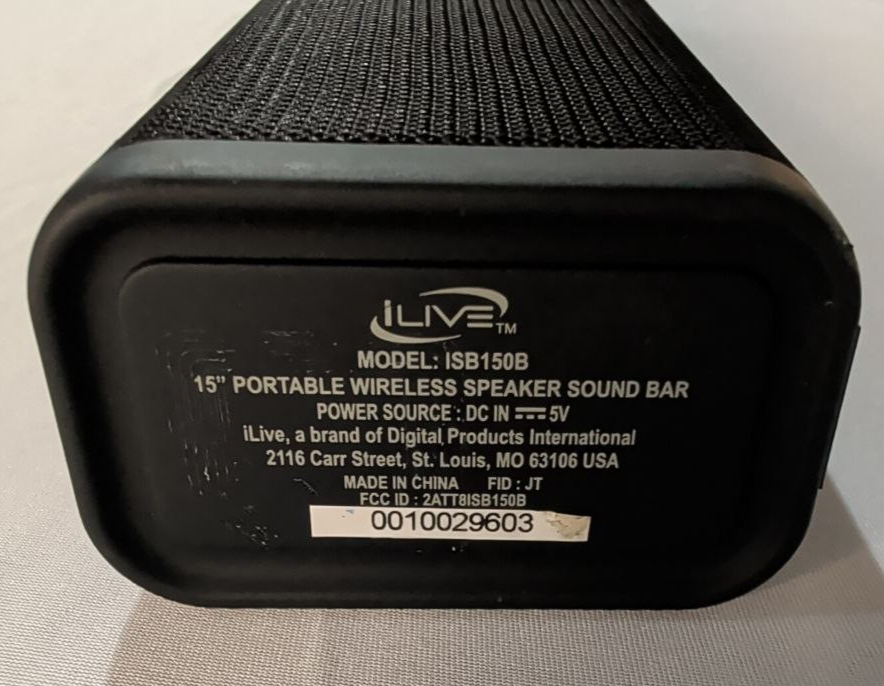 iLIVE™
MODEL: ISB150B
15" PORTABLE WIRELESS SPEAKER SOUND BAR
POWER SOURCE : DC IN ⎓ 5V
iLive, a brand of Digital Products International
2116 Carr Street, St. Louis, MO 63106 USA
MADE IN CHINA FID : JT
FCC ID : 2ATT8ISB150B
0010029603